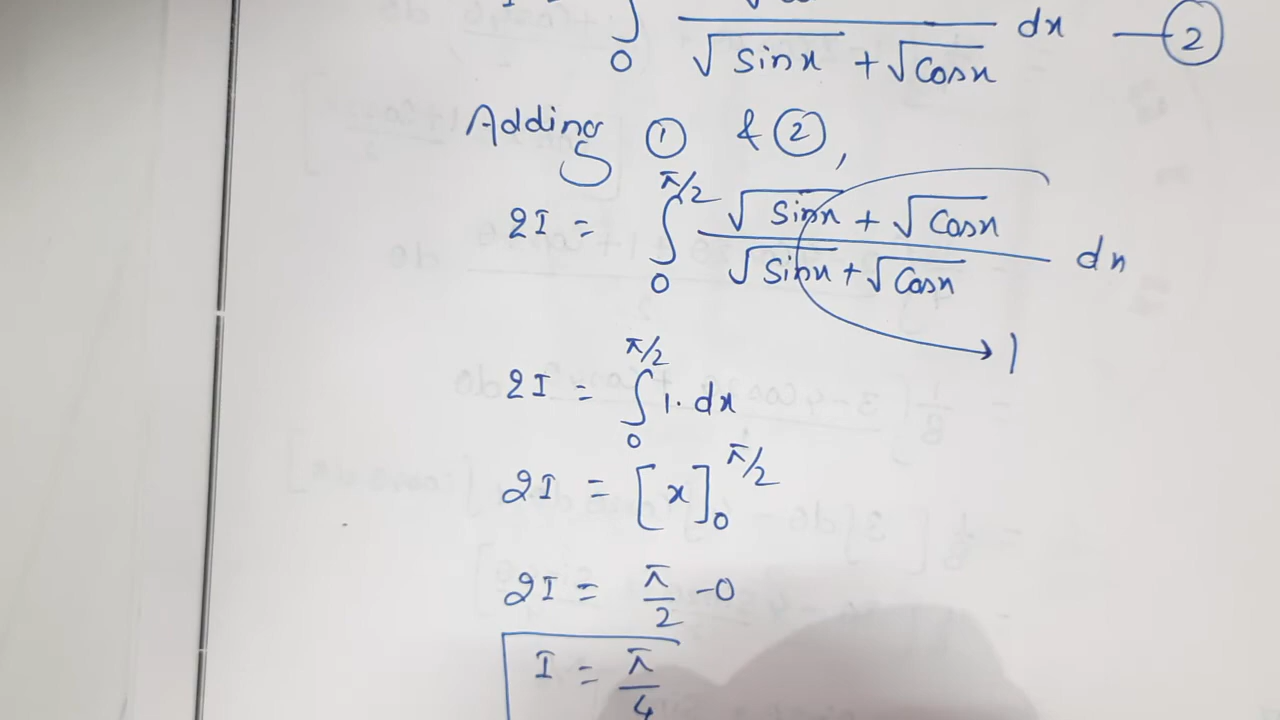 ∫₀ / √Sinx + √Cosx dx — ②
Adding ① & ②,
2I = ∫₀^π/2 (√Sinx + √Cosx) / (√Sinx + √Cosx) dx → 1
2I = ∫₀^π/2 1. dx
2I = [x]₀^π/2
2I = π/2 - 0
I = π/4